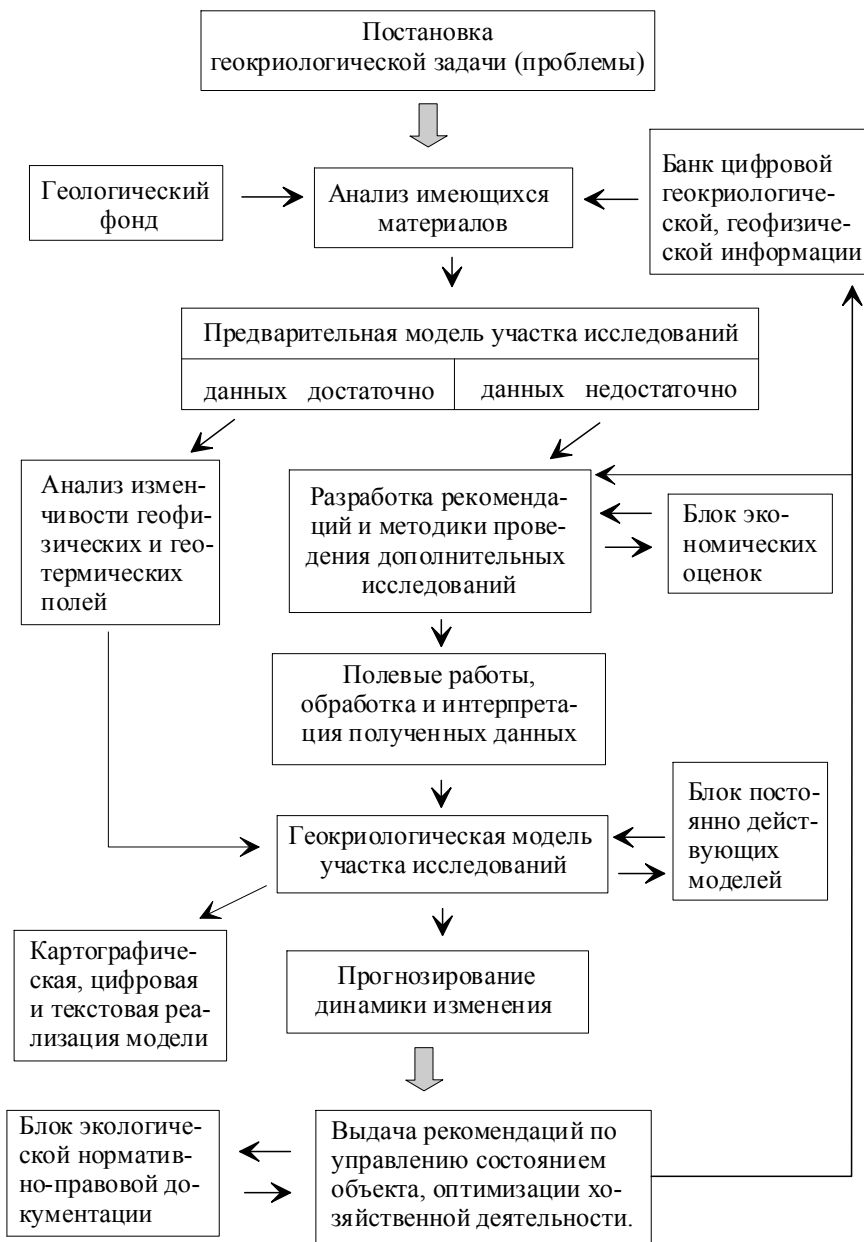 Постановка
геокриологической задачи (проблемы)
Геологический
фонд
Анализ имеющихся
материалов
Банк цифровой
геокриологиче-
ской, геофизиче-
ской информации
Предварительная модель участка исследований
данных достаточно
данных недостаточно
Анализ измен-
чивости геофи-
зических и гео-
термических
полей
Разработка рекоменда-
ций и методики прове-
дения дополнительных
исследований
Блок эко-
номических
оценок
Полевые работы,
обработка и интерпрета-
ция полученных данных
Геокриологическая модель
участка исследований
Блок посто-
янно дейст-
вующих
моделей
Картографиче-
ская, цифровая
и текстовая реа-
лизация модели
Прогнозирование
динамики изменения
Блок экологиче-
ской норматив-
но-правовой до-
кументации
Выдача рекомендаций по
управлению состоянием
объекта, оптимизации хо-
зяйственной деятельности.